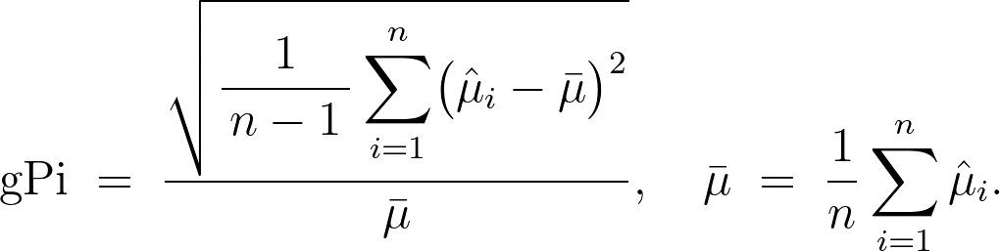 gPi = \frac{\sqrt{\frac{1}{n-1} \sum_{i=1}^{n} (\hat{\mu}_i - \bar{\mu})^2}}{\bar{\mu}}, \quad \bar{\mu} = \frac{1}{n} \sum_{i=1}^{n} \hat{\mu}_i.